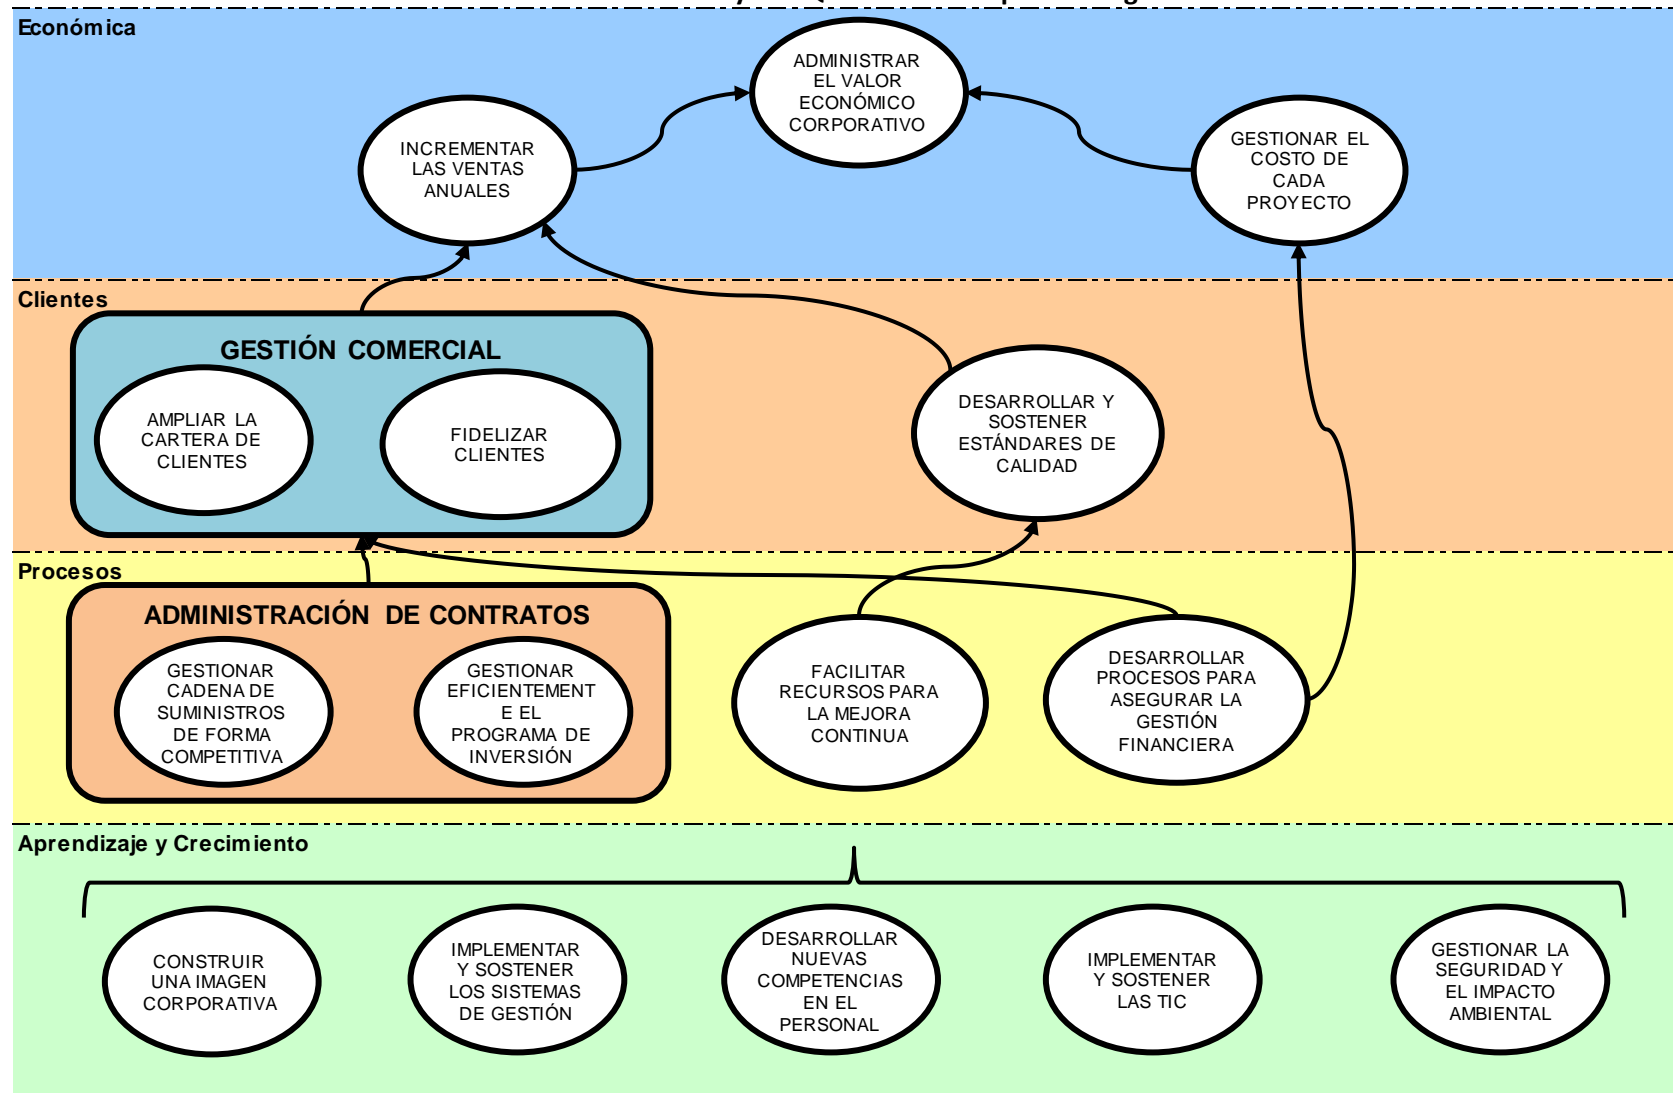 Económica
ADMINISTRAR
EL VALOR
ECONÓMICO
CORPORATIVO
INCREMENTAR
LAS VENTAS
ANUALES
GESTIONAR EL
COSTO DE
CADA
PROYECTO
Clientes
GESTIÓN COMERCIAL
AMPLIAR LA
CARTERA DE
CLIENTES
FIDELIZAR
CLIENTES
DESARROLLAR Y
SOSTENER
ESTÁNDARES DE
CALIDAD
Procesos
ADMINISTRACIÓN DE CONTRATOS
GESTIONAR
CADENA DE
SUMINISTROS
DE FORMA
COMPETITIVA
GESTIONAR
EFICIENTEMENT
E EL
PROGRAMA DE
INVERSIÓN
FACILITAR
RECURSOS PARA
LA MEJORA
CONTINUA
DESARROLLAR
PROCESOS PARA
ASEGURAR LA
GESTIÓN
FINANCIERA
Aprendizaje y Crecimiento
CONSTRUIR
UNA IMAGEN
CORPORATIVA
IMPLEMENTAR
Y SOSTENER
LOS SISTEMAS
DE GESTIÓN
DESARROLLAR
NUEVAS
COMPETENCIAS
EN EL
PERSONAL
IMPLEMENTAR
Y SOSTENER
LAS TIC
GESTIONAR LA
SEGURIDAD Y
EL IMPACTO
AMBIENTAL